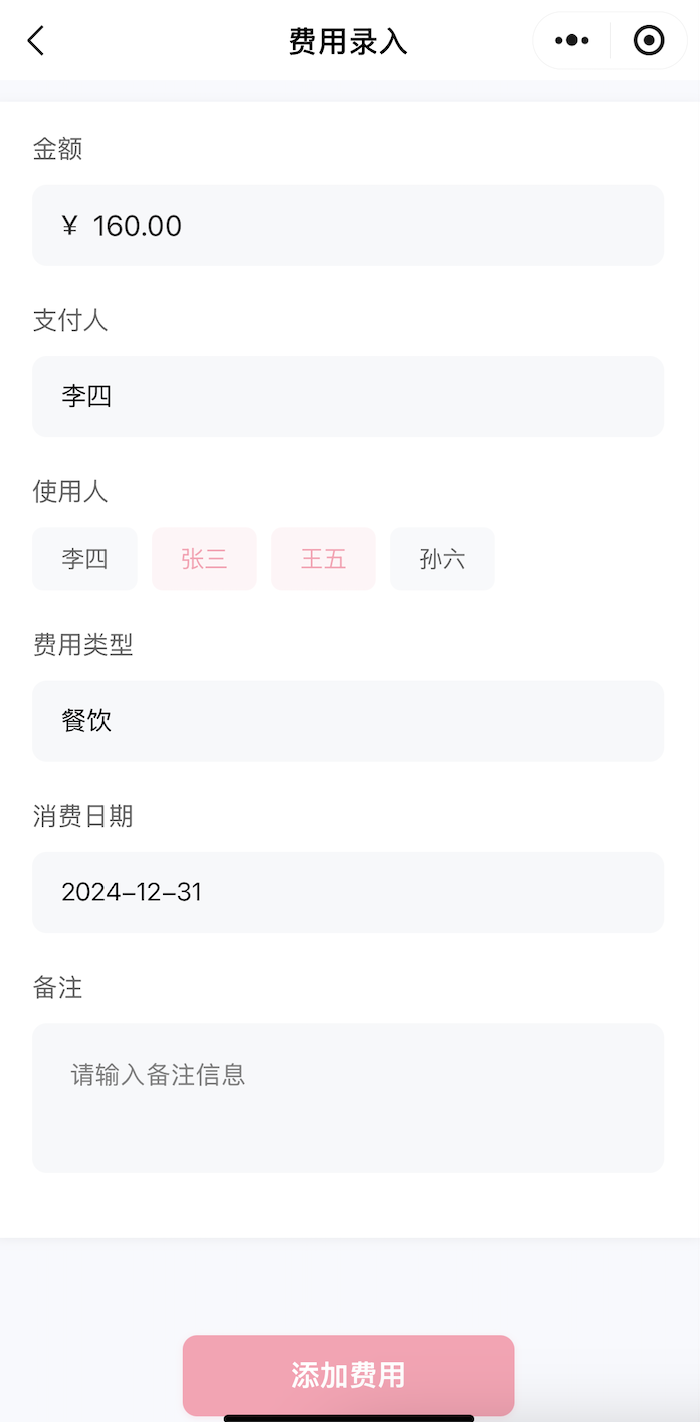 费用录入
金额
¥ 160.00
支付人
李四
使用人
李四 张三 王五 孙六
费用类型
餐饮
消费日期
2024-12-31
备注
请输入备注信息
添加费用